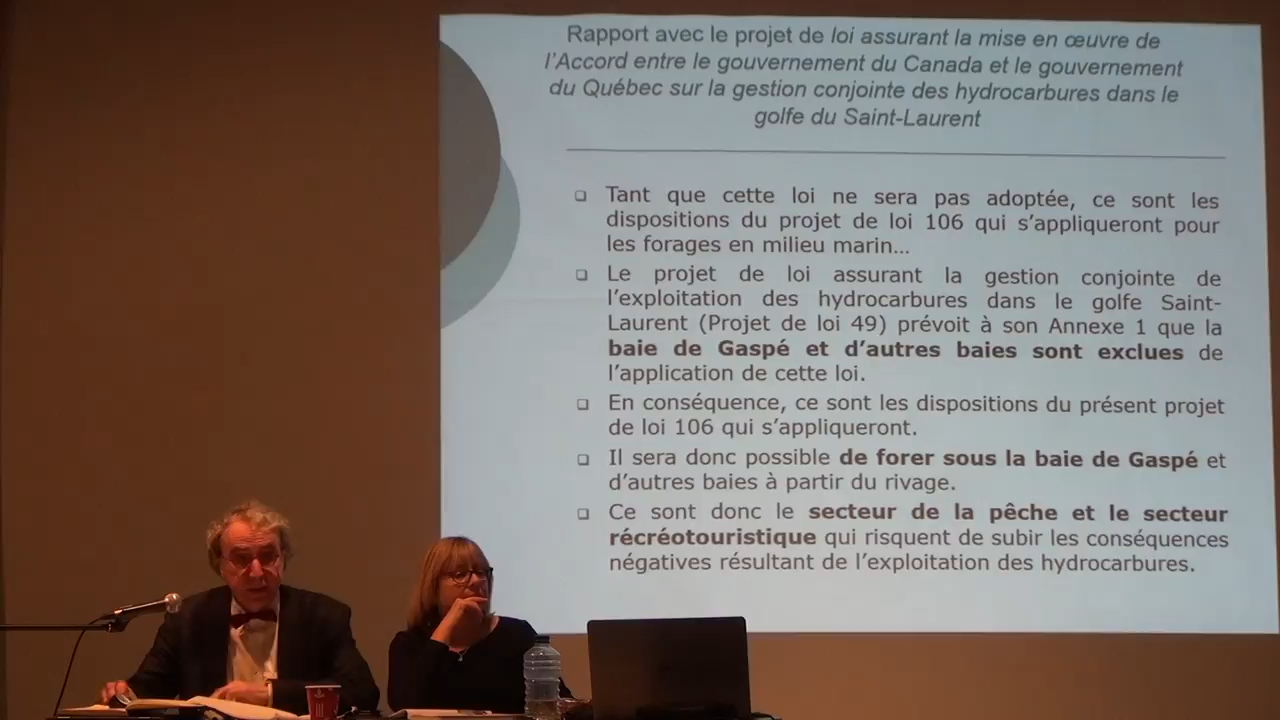 Rapport avec le projet de loi assurant la mise en œuvre de
l'Accord entre le gouvernement du Canada et le gouvernement
du Québec sur la gestion conjointe des hydrocarbures dans le
golfe du Saint-Laurent
❑ Tant que cette loi ne sera pas adoptée, ce sont les
dispositions du projet de loi 106 qui s'appliqueront pour
les forages en milieu marin...
❑ Le projet de loi assurant la gestion conjointe de
l'exploitation des hydrocarbures dans le golfe Saint-
Laurent (Projet de loi 49) prévoit à son Annexe 1 que la
baie de Gaspé et d'autres baies sont exclues de
l'application de cette loi.
❑ En conséquence, ce sont les dispositions du présent projet
de loi 106 qui s'appliqueront.
❑ Il sera donc possible de forer sous la baie de Gaspé et
d'autres baies à partir du rivage.
❑ Ce sont donc le secteur de la pêche et le secteur
récréotouristique qui risquent de subir les conséquences
négatives résultant de l'exploitation des hydrocarbures.